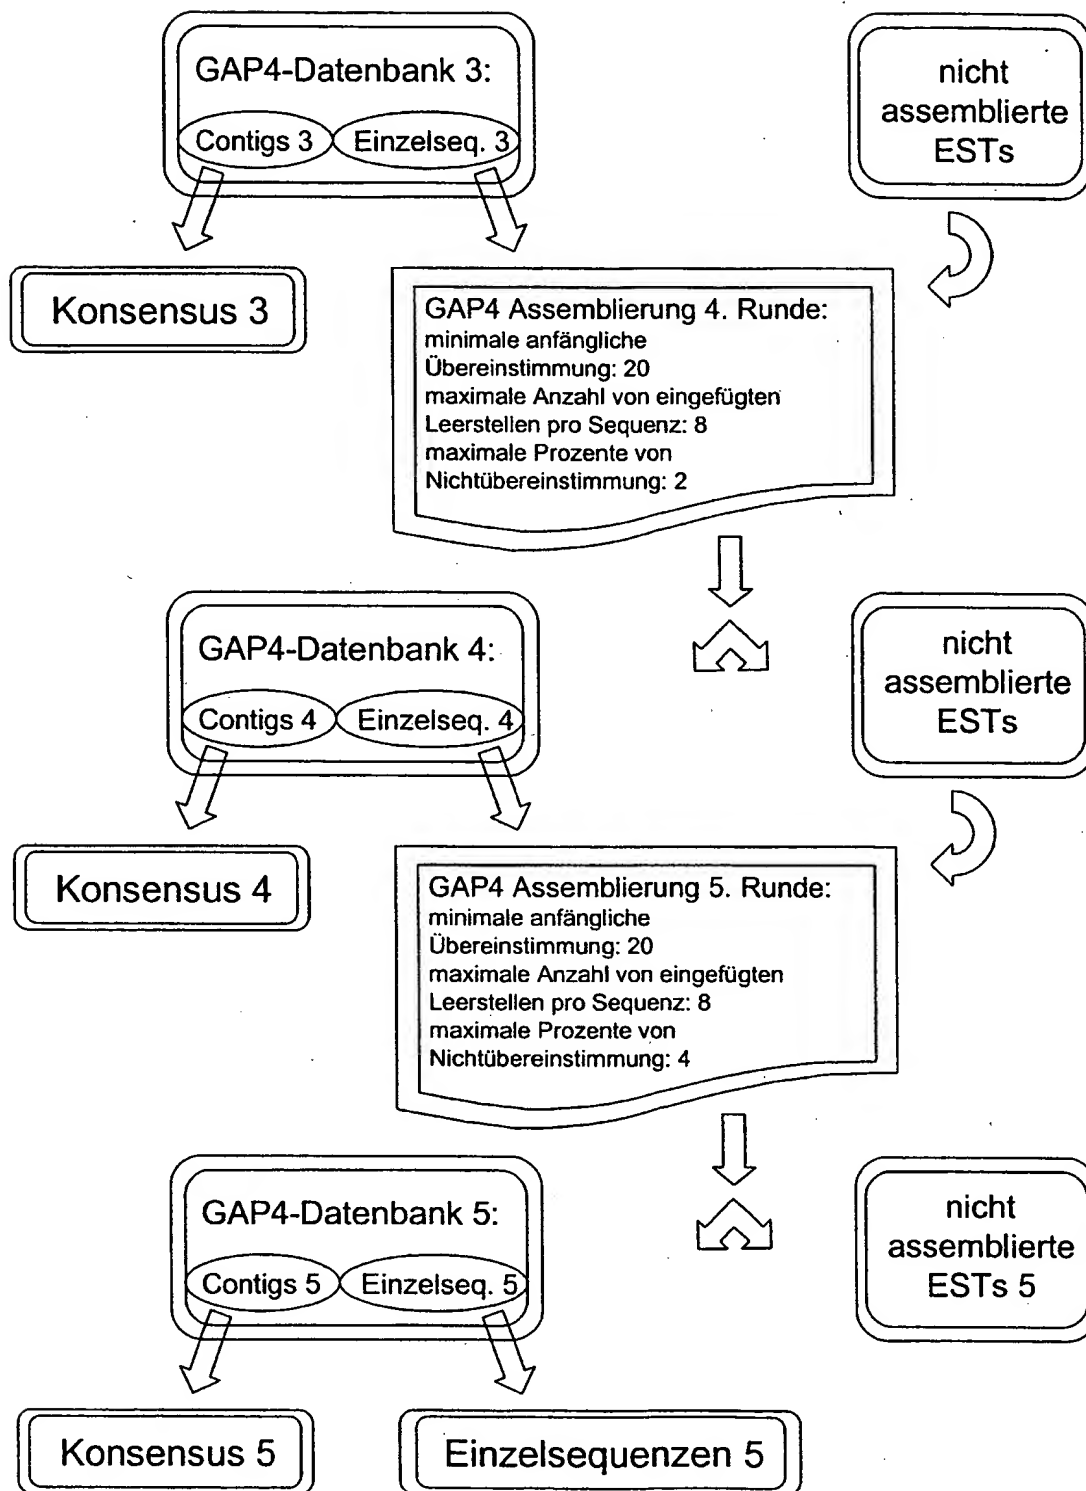 GAP4-Datenbank 3:
Contigs 3
Einzelseq. 3
nicht
assemblierte
ESTs
Konsensus 3
GAP4 Assemblierung 4. Runde:
minimale anfängliche
Übereinstimmung: 20
maximale Anzahl von eingefügten
Leerstellen pro Sequenz: 8
maximale Prozente von
Nichtübereinstimmung: 2
GAP4-Datenbank 4:
Contigs 4
Einzelseq. 4
nicht
assemblierte
ESTs
Konsensus 4
GAP4 Assemblierung 5. Runde:
minimale anfängliche
Übereinstimmung: 20
maximale Anzahl von eingefügten
Leerstellen pro Sequenz: 8
maximale Prozente von
Nichtübereinstimmung: 4
GAP4-Datenbank 5:
Contigs 5
Einzelseq. 5
nicht
assemblierte
ESTs 5
Konsensus 5
Einzelsequenzen 5